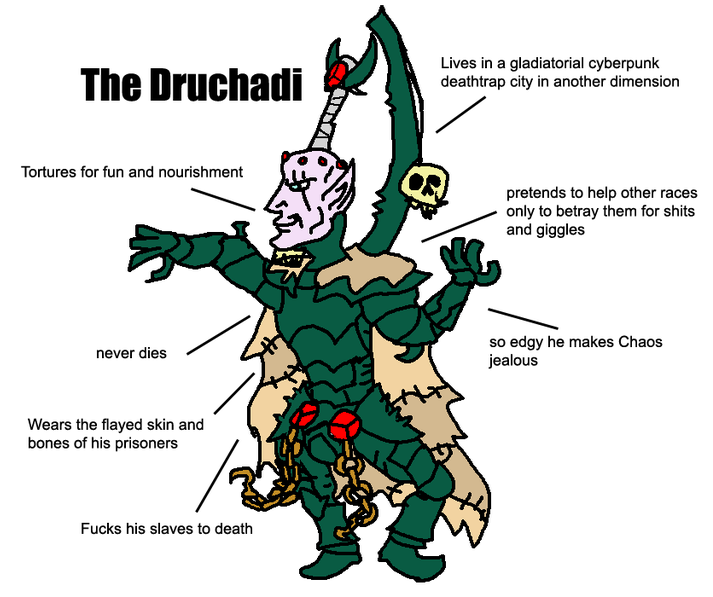 The Druchadi
Lives in a gladiatorial cyberpunk
deathtrap city in another dimension
Tortures for fun and nourishment
pretends to help other races
only to betray them for shits
and giggles
so edgy he makes Chaos
jealous
never dies
Wears the flayed skin and
bones of his prisoners
Fucks his slaves to death